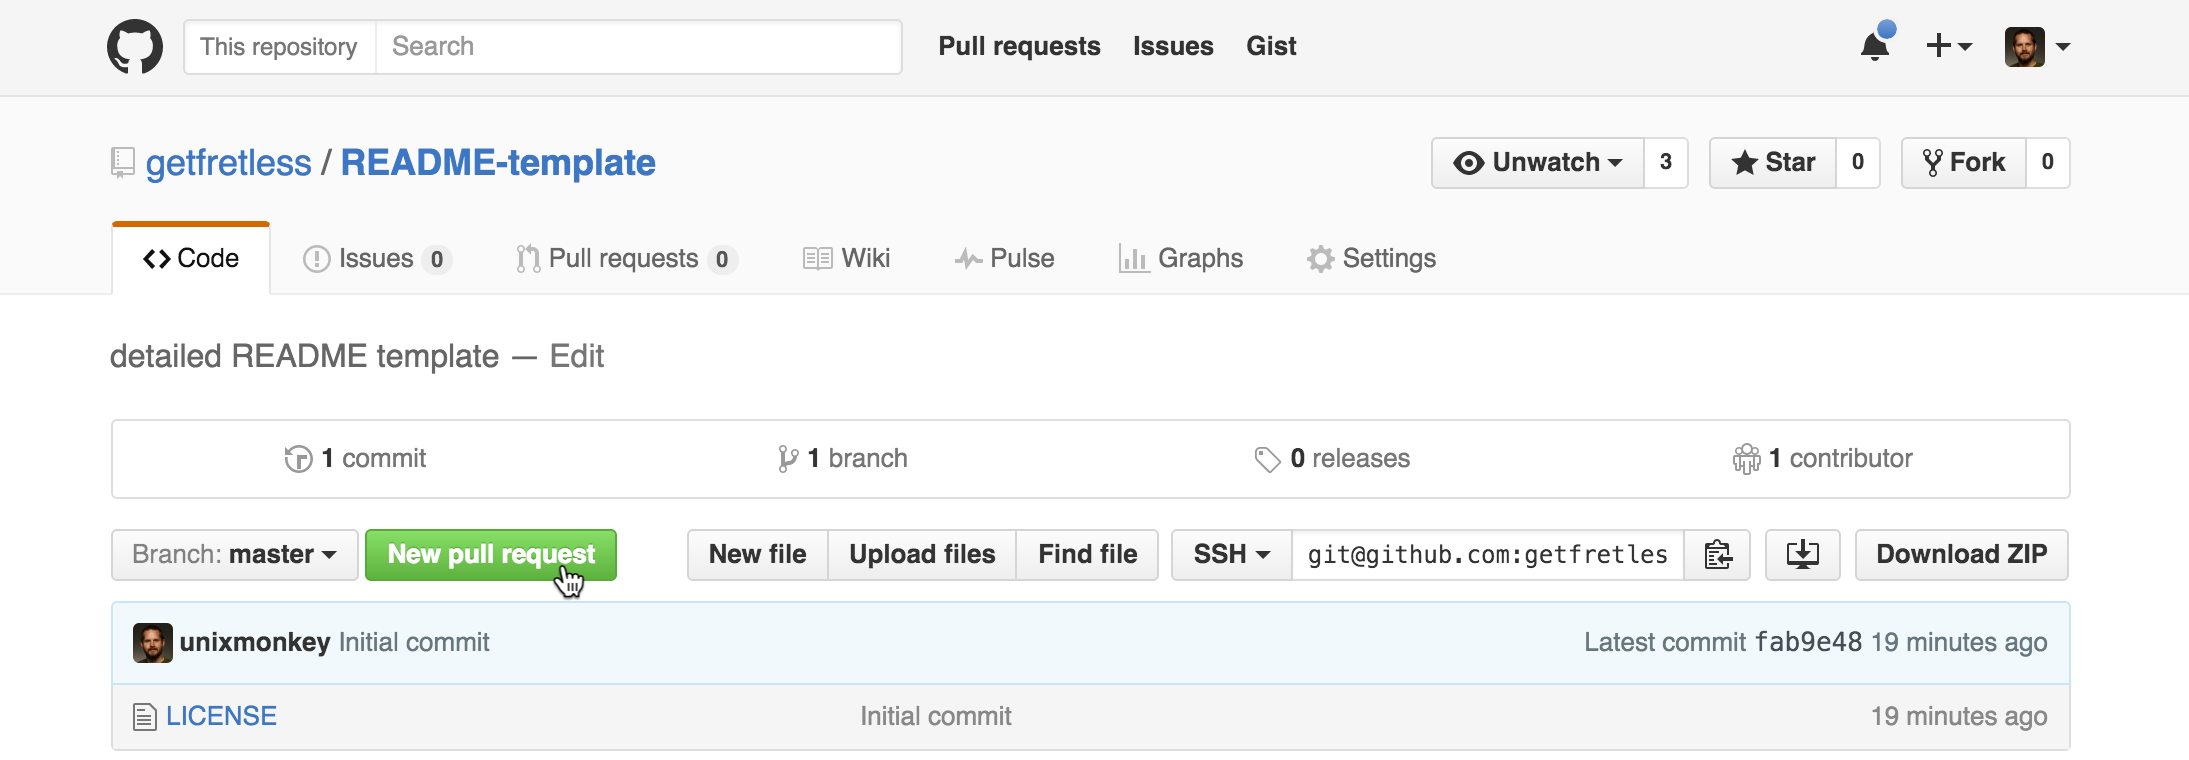 This repository Search Pull requests Issues Gist
getfretless / README-template Unwatch 3 Star 0 Fork 0
Code Issues 0 Pull requests 0 Wiki Pulse Graphs Settings
detailed README template — Edit
1 commit 1 branch 0 releases 1 contributor
Branch: master New pull request New file Upload files Find file SSH git@github.com:getfretles Download ZIP
unixmonkey Initial commit Latest commit fab9e48 19 minutes ago
LICENSE Initial commit 19 minutes ago